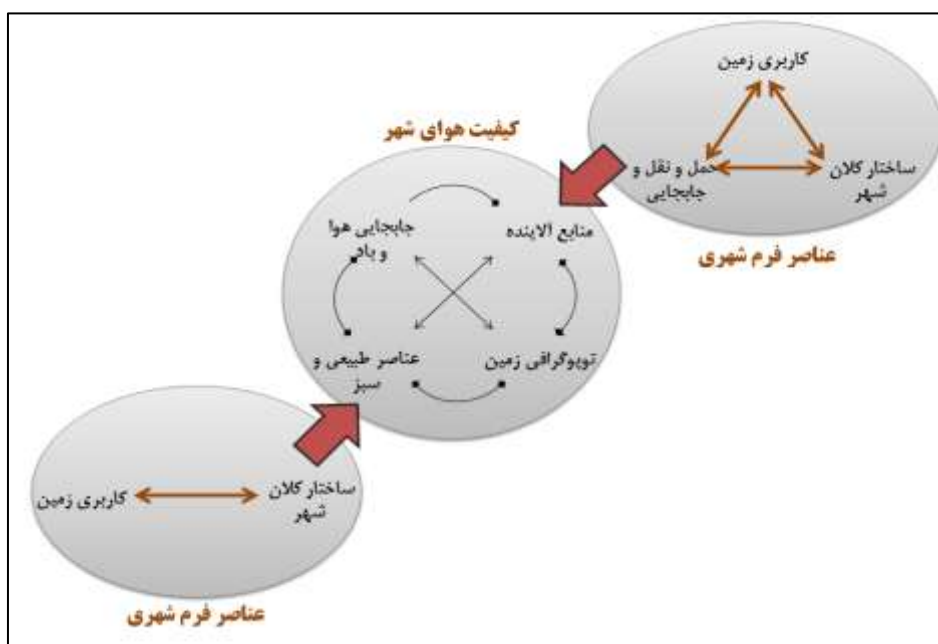 کاربری زمین
حمل و نقل و
جابجایی
ساختار کلان
شهر
عناصر فرم شهری
کیفیت هوای شهر
منابع آلاینده
جابجایی هوا
و باد
توپوگرافی زمین
عناصر طبیعی و
سبز
ساختار کلان
شهر
کاربری زمین
عناصر فرم شهری